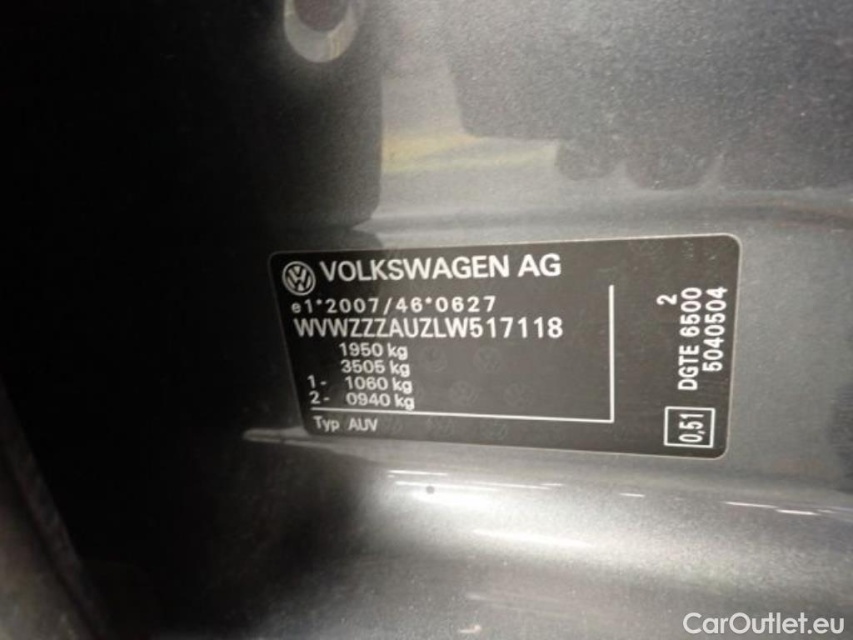 VOLKSWAGEN AG
e1*2007/46*0627
WVWZZZAUZLW517118
1950 kg
3505 kg
1- 1060 kg
2- 0940 kg
Typ AUV
2
DGTE 6500
5040504
0,51
CarOutlet.eu